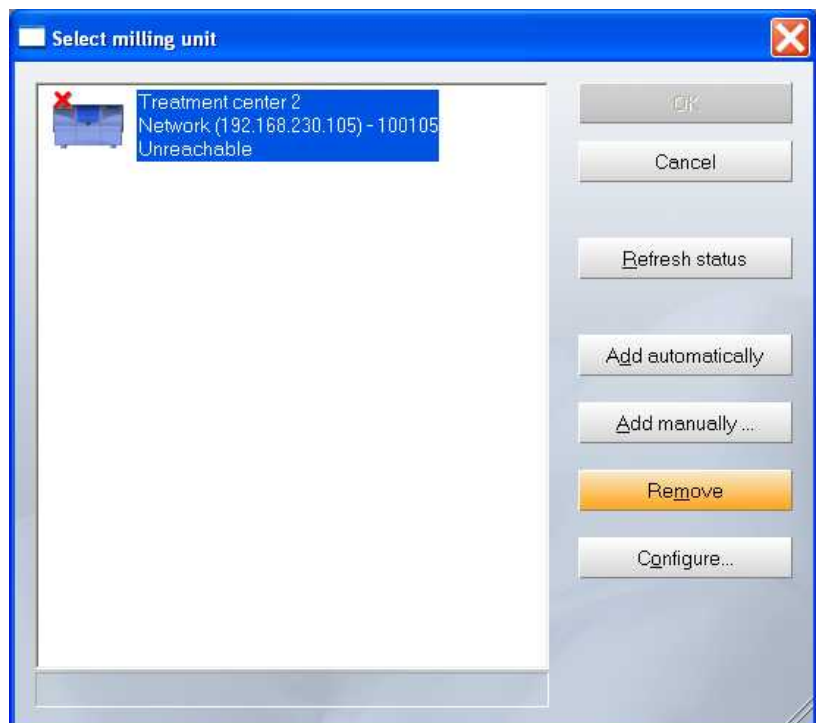 Select milling unit
Treatment center 2
Network (192.168.230.105) - 100105
Unreachable
OK
Cancel
Refresh status
Add automatically
Add manually ...
Remove
Configure...